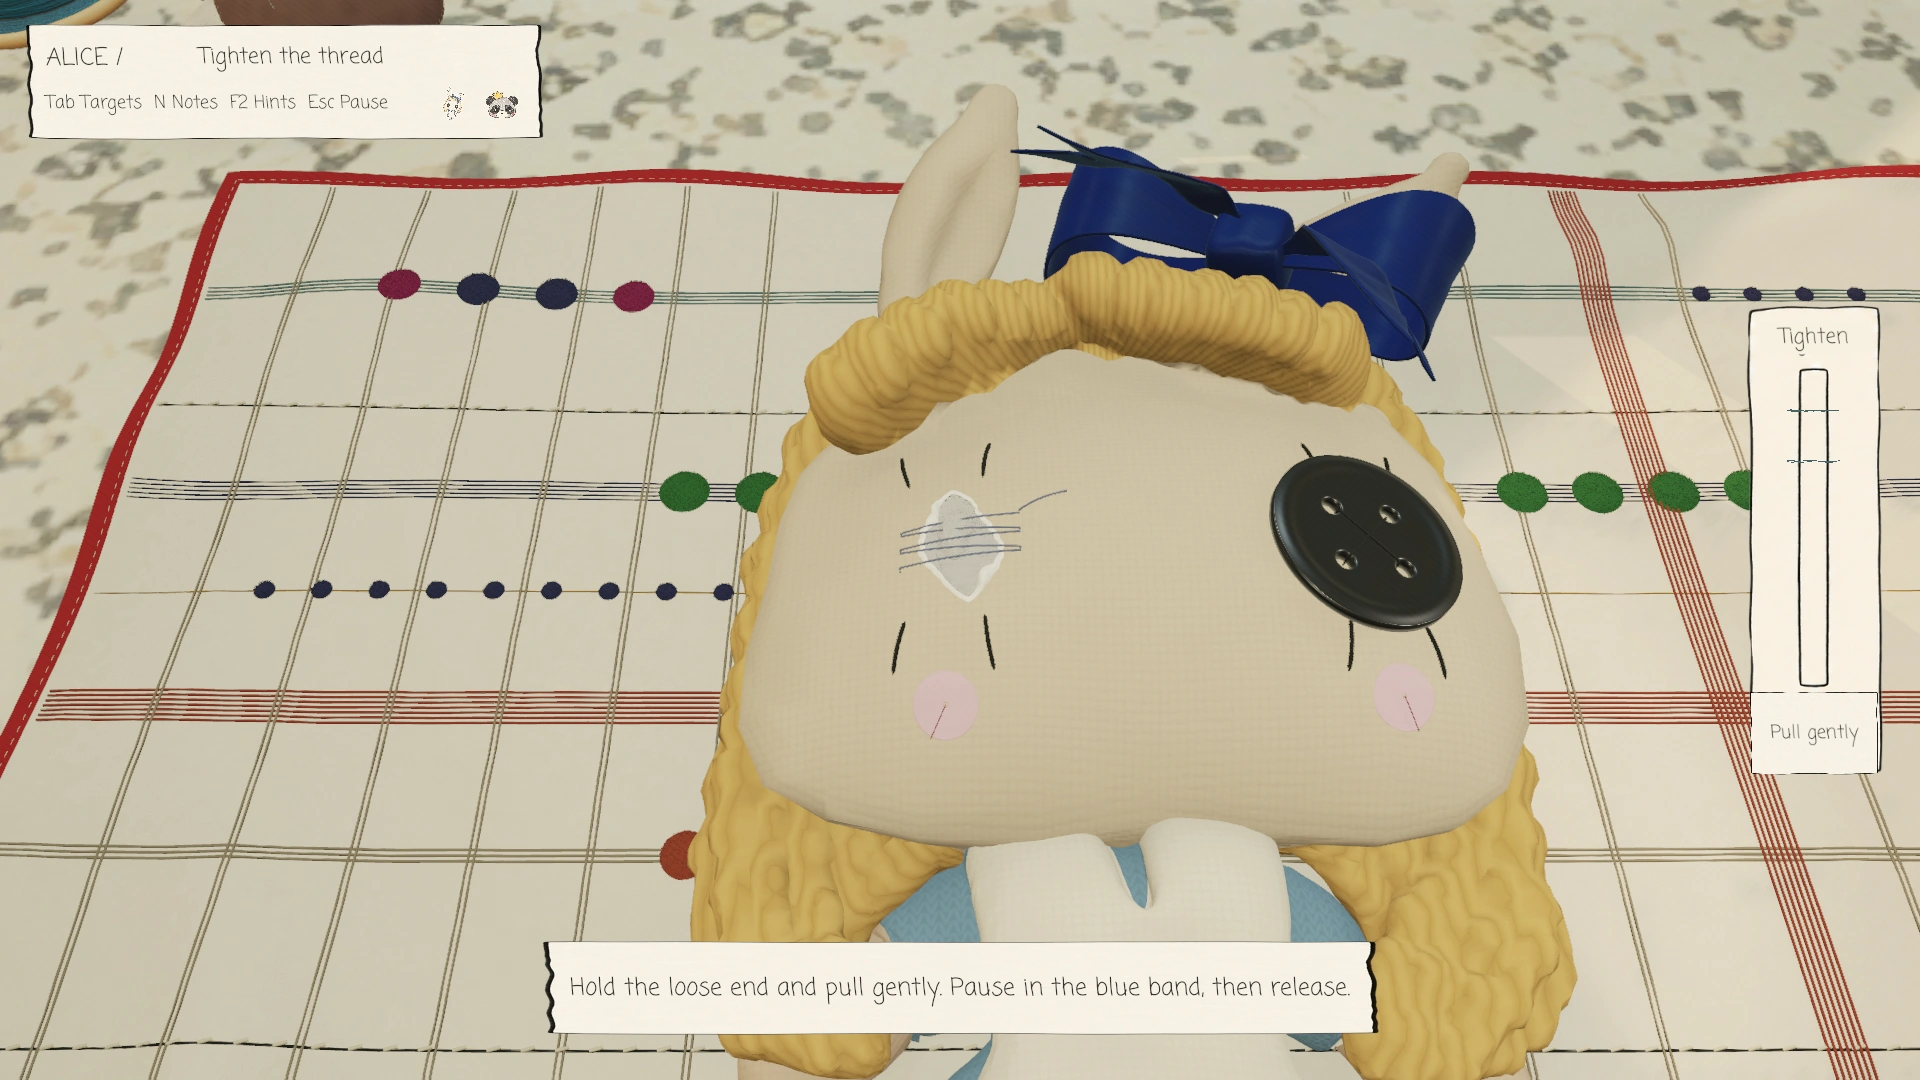 ALICE / Tighten the thread
Tab Targets N Notes F2 Hints Esc Pause
Tighten
Pull gently
Hold the loose end and pull gently. Pause in the blue band, then release.